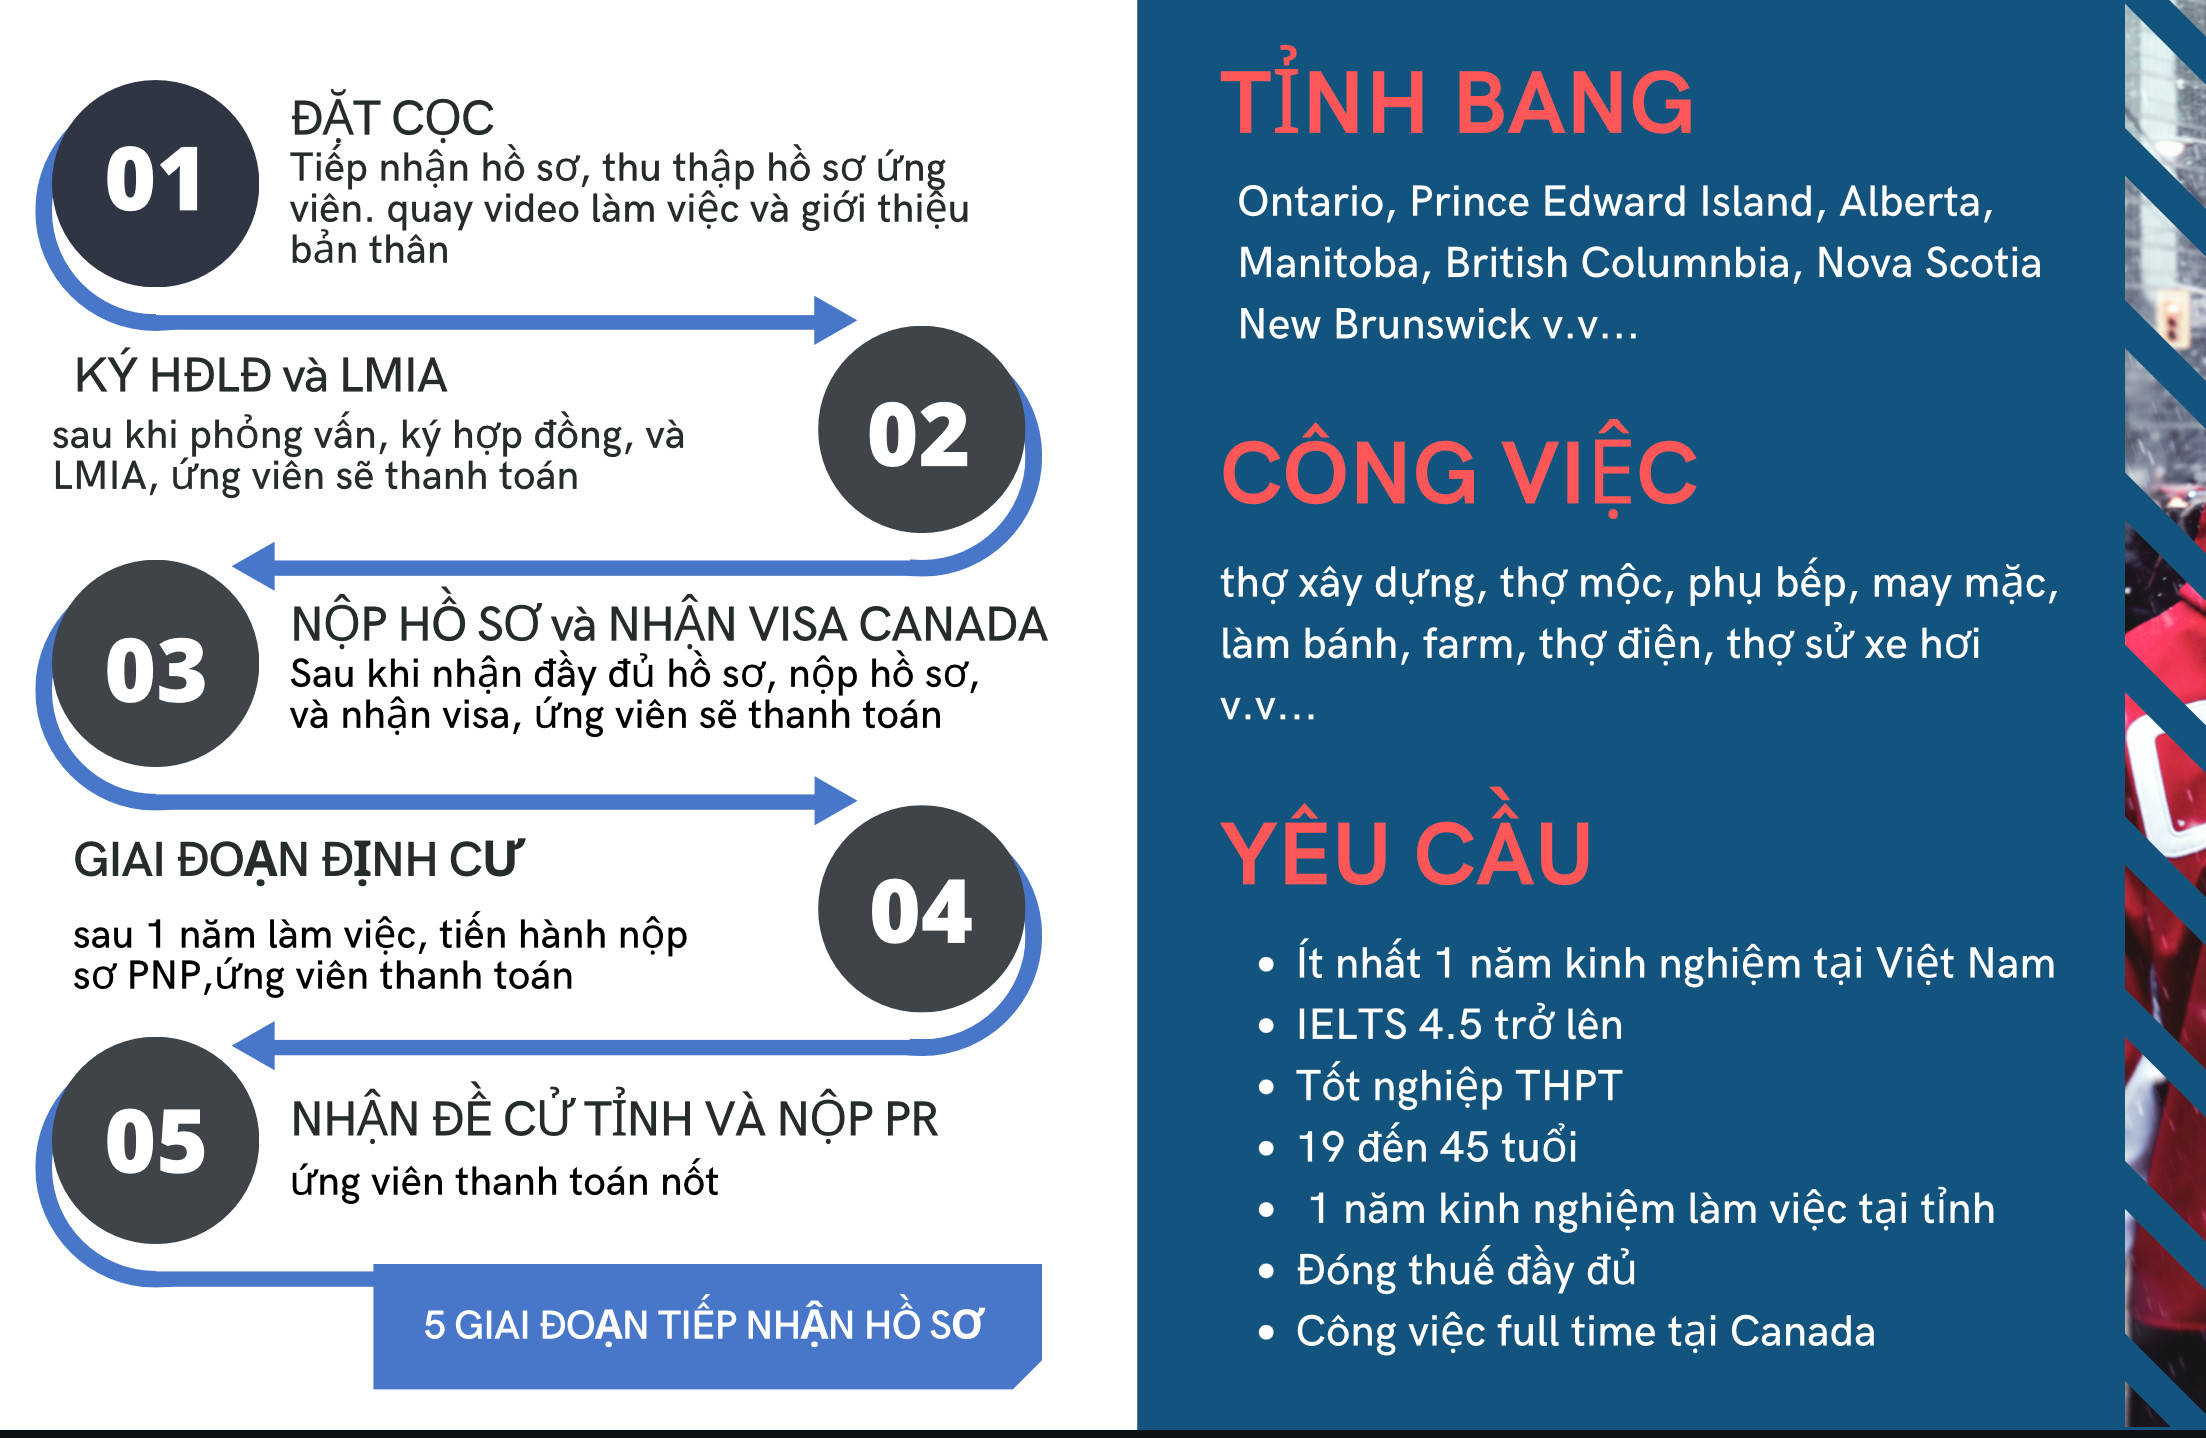 01
ĐẶT CỌC
Tiếp nhận hồ sơ, thu thập hồ sơ ứng
viên. quay video làm việc và giới thiệu
bản thân
02
KÝ HĐLĐ và LMIA
sau khi phỏng vấn, ký hợp đồng, và
LMIA, ứng viên sẽ thanh toán
03
NỘP HỒ SƠ và NHẬN VISA CANADA
Sau khi nhận đầy đủ hồ sơ, nộp hồ sơ,
và nhận visa, ứng viên sẽ thanh toán
04
GIAI ĐOẠN ĐỊNH CƯ
sau 1 năm làm việc, tiến hành nộp
sơ PNP,ứng viên thanh toán
05
NHẬN ĐỀ CỬ TỈNH VÀ NỘP PR
ứng viên thanh toán nốt
5 GIAI ĐOẠN TIẾP NHẬN HỒ SƠ
TỈNH BANG
Ontario, Prince Edward Island, Alberta,
Manitoba, British Columnbia, Nova Scotia
New Brunswick v.v...
CÔNG VIỆC
thợ xây dựng, thợ mộc, phụ bếp, may mặc,
làm bánh, farm, thợ điện, thợ sử xe hơi
v.v...
YÊU CẦU
• Ít nhất 1 năm kinh nghiệm tại Việt Nam
• IELTS 4.5 trở lên
• Tốt nghiệp THPT
• 19 đến 45 tuổi
• 1 năm kinh nghiệm làm việc tại tỉnh
• Đóng thuế đầy đủ
• Công việc full time tại Canada